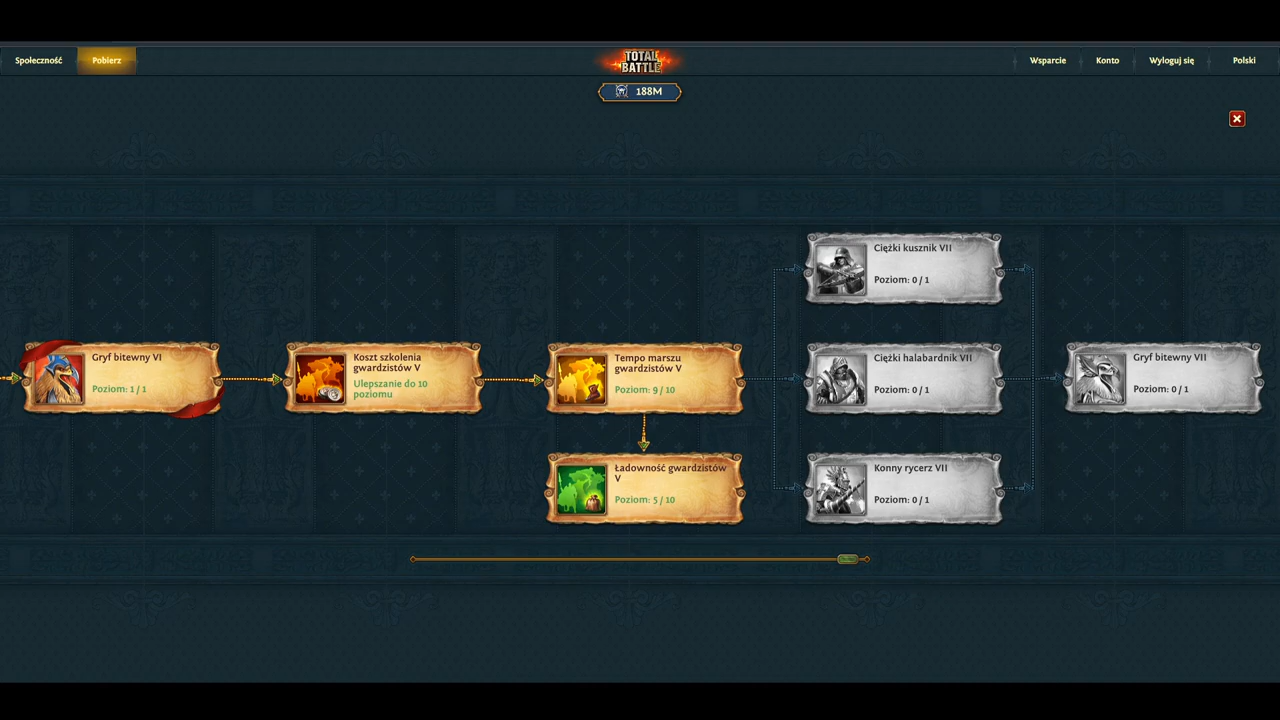 Społeczność
Pobierz
TOTAL
BATTLE
Wsparcie
Konto
Wyloguj się
Polski
188M
Gryf bitewny VI
Poziom: 1 / 1
Koszt szkolenia
gwardzistów V
Ulepszanie do 10
poziomu
Tempo marszu
gwardzistów V
Poziom: 9 / 10
Ładowność gwardzistów
V
Poziom: 5 / 10
Ciężki kusznik VII
Poziom: 0 / 1
Ciężki halabardnik VII
Poziom: 0 / 1
Konny rycerz VII
Poziom: 0 / 1
Gryf bitewny VII
Poziom: 0 / 1